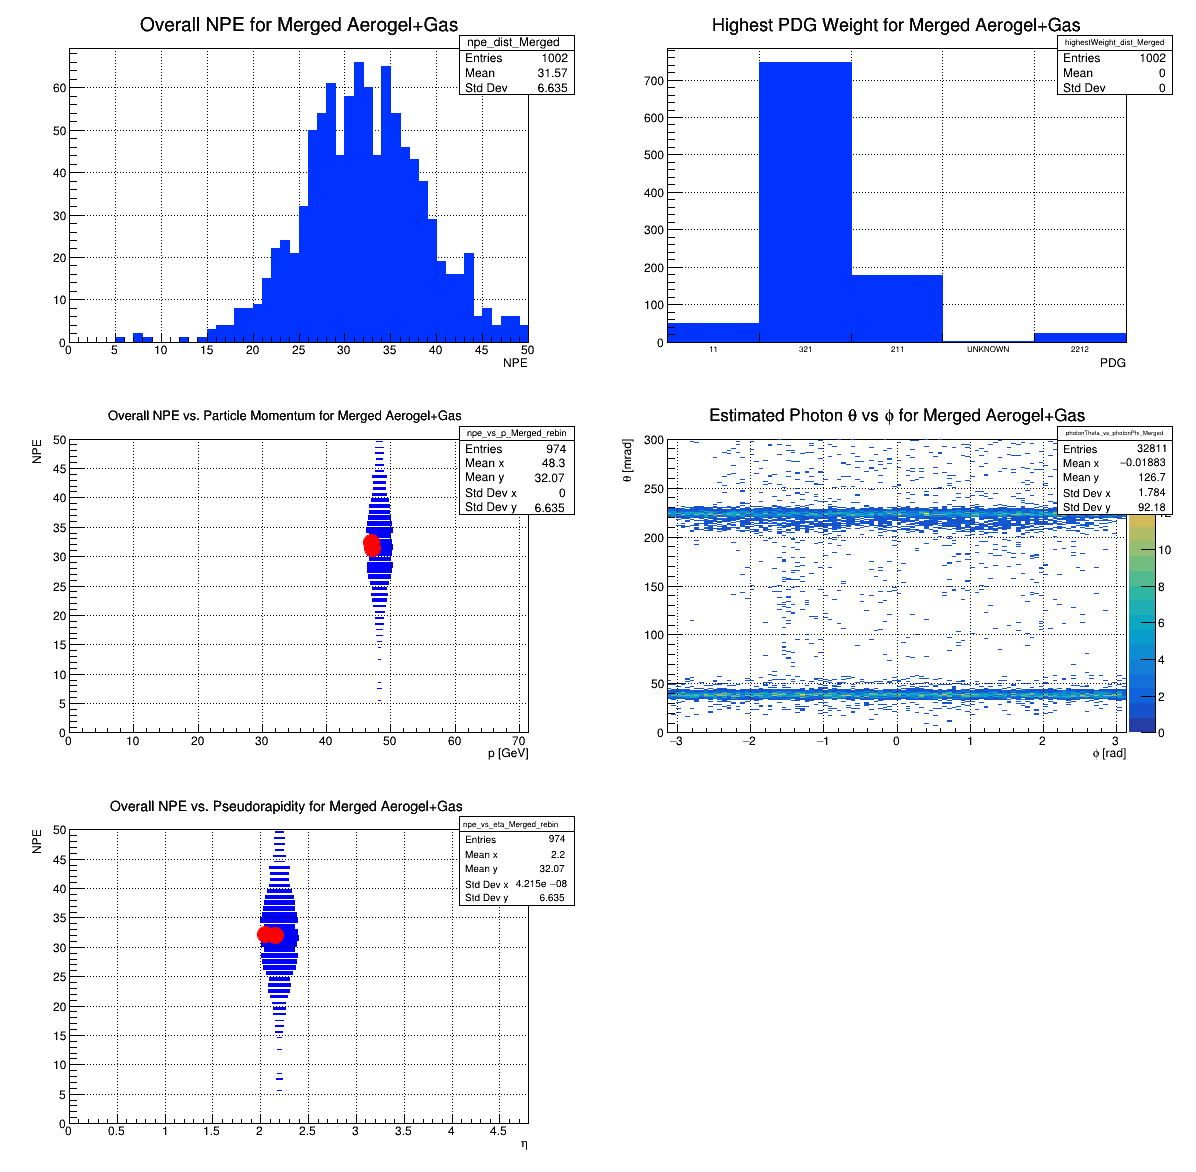 Overall NPE for Merged Aerogel+Gas
npe_dist_Merged
Entries 1002
Mean 31.57
Std Dev 6.635
60
50
40
30
20
10
0
0 5 10 15 20 25 30 35 40 45 50
NPE
Highest PDG Weight for Merged Aerogel+Gas
highestWeight_dist_Merged
Entries 1002
Mean 0
Std Dev 0
700
600
500
400
300
200
100
0
11 321 211 UNKNOWN 2212
PDG
Overall NPE vs. Particle Momentum for Merged Aerogel+Gas
NPE
npe_vs_p_Merged_rebin
Entries 974
Mean x 48.3
Mean y 32.07
Std Dev x 0
Std Dev y 6.635
50
45
40
35
30
25
20
15
10
5
0
0 10 20 30 40 50 60 70
p [GeV]
Estimated Photon θ vs ϕ for Merged Aerogel+Gas
θ [mrad]
photonTheta_vs_photonPhi_Merged
Entries 32811
Mean x −0.01883
Mean y 126.7
Std Dev x 1.784
Std Dev y 92.18
300
250
200
150
100
50
0
−3 −2 −1 0 1 2 3
ϕ [rad]
10
8
6
4
2
0
Overall NPE vs. Pseudorapidity for Merged Aerogel+Gas
NPE
npe_vs_eta_Merged_rebin
Entries 974
Mean x 2.2
Mean y 32.07
Std Dev x 4.215e −08
Std Dev y 6.635
50
45
40
35
30
25
20
15
10
5
0
0 0.5 1 1.5 2 2.5 3 3.5 4 4.5
η